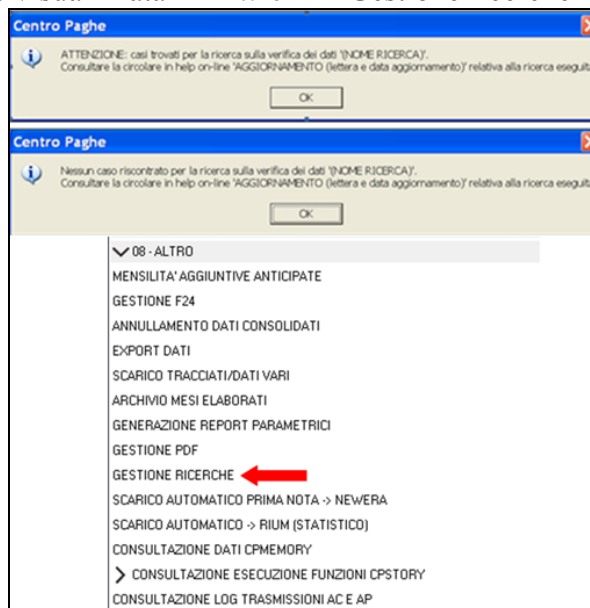 Centro Paghe
ATTENZIONE: casi trovati per la ricerca sulla verifica dei dati '(NOME RICERCA)'.
Consultare la circolare in help on-line 'AGGIORNAMENTO (lettera e data aggiornamento)' relativa alla ricerca eseguit
OK
Centro Paghe
Nessun caso riscontrato per la ricerca sulla verifica dei dati '(NOME RICERCA)'.
Consultare la circolare in help on-line 'AGGIORNAMENTO (lettera e data aggiornamento)' relativa alla ricerca eseguit
OK
08 - ALTRO
MENSILITA' AGGIUNTIVE ANTICIPATE
GESTIONE F24
ANNULLAMENTO DATI CONSOLIDATI
EXPORT DATI
SCARICO TRACCIATI/DATI VARI
ARCHIVIO MESI ELABORATI
GENERAZIONE REPORT PARAMETRICI
GESTIONE PDF
GESTIONE RICERCHE
SCARICO AUTOMATICO PRIMA NOTA -> NEWERA
SCARICO AUTOMATICO -> RIUM (STATISTICO)
CONSULTAZIONE DATI CPMEMORY
CONSULTAZIONE ESECUZIONE FUNZIONI CPSTORY
CONSULTAZIONE LOG TRASMISSIONI AC E AP